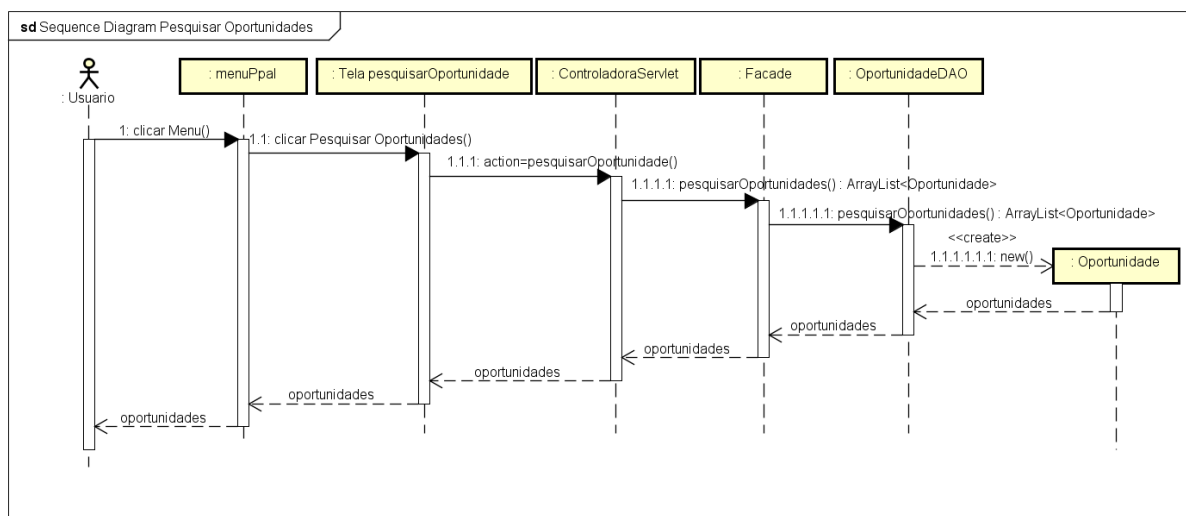 sd Sequence Diagram Pesquisar Oportunidades
: Usuario
: menuPpal
: Tela pesquisarOportunidade
: ControladoraServlet
: Facade
: OportunidadeDAO
1: clicar Menu()
1.1: clicar Pesquisar Oportunidades()
1.1.1: action=pesquisarOportunidade()
1.1.1.1: pesquisarOportunidades() : ArrayList<Oportunidade>
1.1.1.1.1: pesquisarOportunidades() : ArrayList<Oportunidade>
<<create>>
1.1.1.1.1.1: new()
: Oportunidade
oportunidades
oportunidades
oportunidades
oportunidades
oportunidades
oportunidades